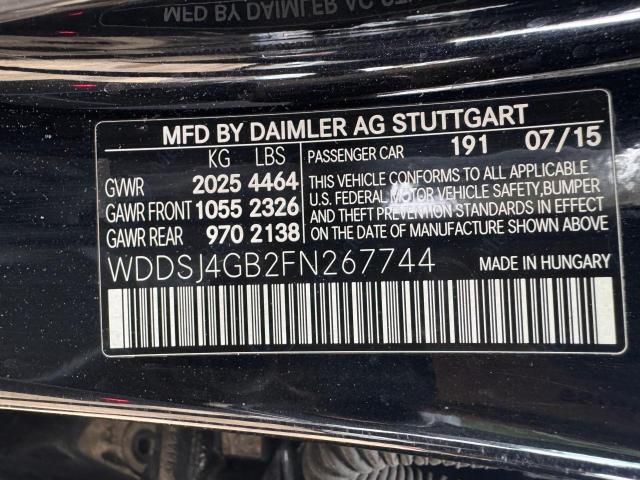 MFD BY DAIMLER AG STUTTGART
KG LBS PASSENGER CAR 191 07/15
GVWR 2025 4464
GAWR FRONT 1055 2326
GAWR REAR 970 2138
THIS VEHICLE CONFORMS TO ALL APPLICABLE
U.S. FEDERAL MOTOR VEHICLE SAFETY,BUMPER
AND THEFT PREVENTION STANDARDS IN EFFECT
ON THE DATE OF MANUFACTURE SHOWN ABOVE
WDDSJ4GB2FN267744 MADE IN HUNGARY